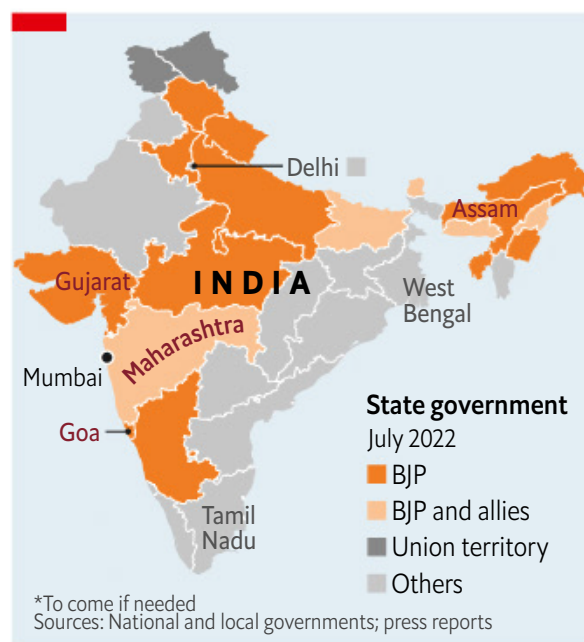 Delhi
Assam
Gujarat
INDIA
West
Bengal
Maharashtra
Mumbai
Goa
Tamil
Nadu
State government
July 2022
BJP
BJP and allies
Union territory
Others
*To come if needed
Sources: National and local governments; press reports